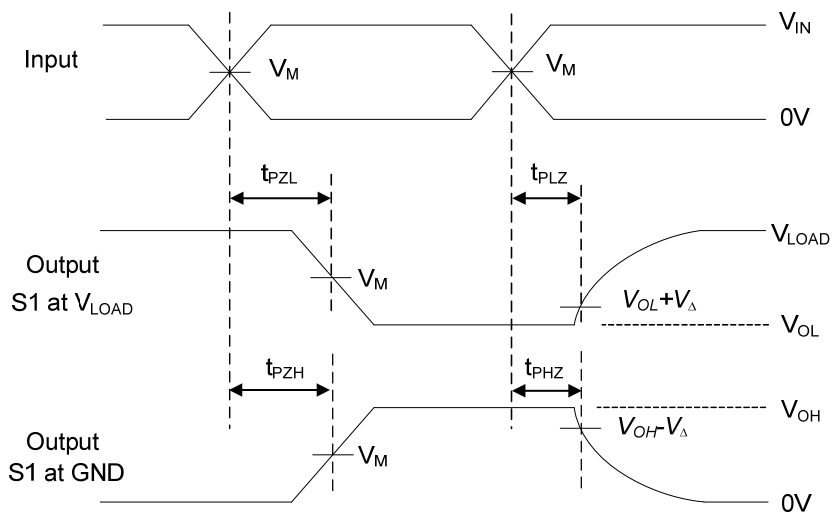 Input
V_M
V_M
V_IN
0V
t_PZL
t_PLZ
Output
S1 at V_LOAD
V_M
V_OL+V_Δ
V_LOAD
V_OL
t_PZH
t_PHZ
Output
S1 at GND
V_M
V_OH-V_Δ
V_OH
0V